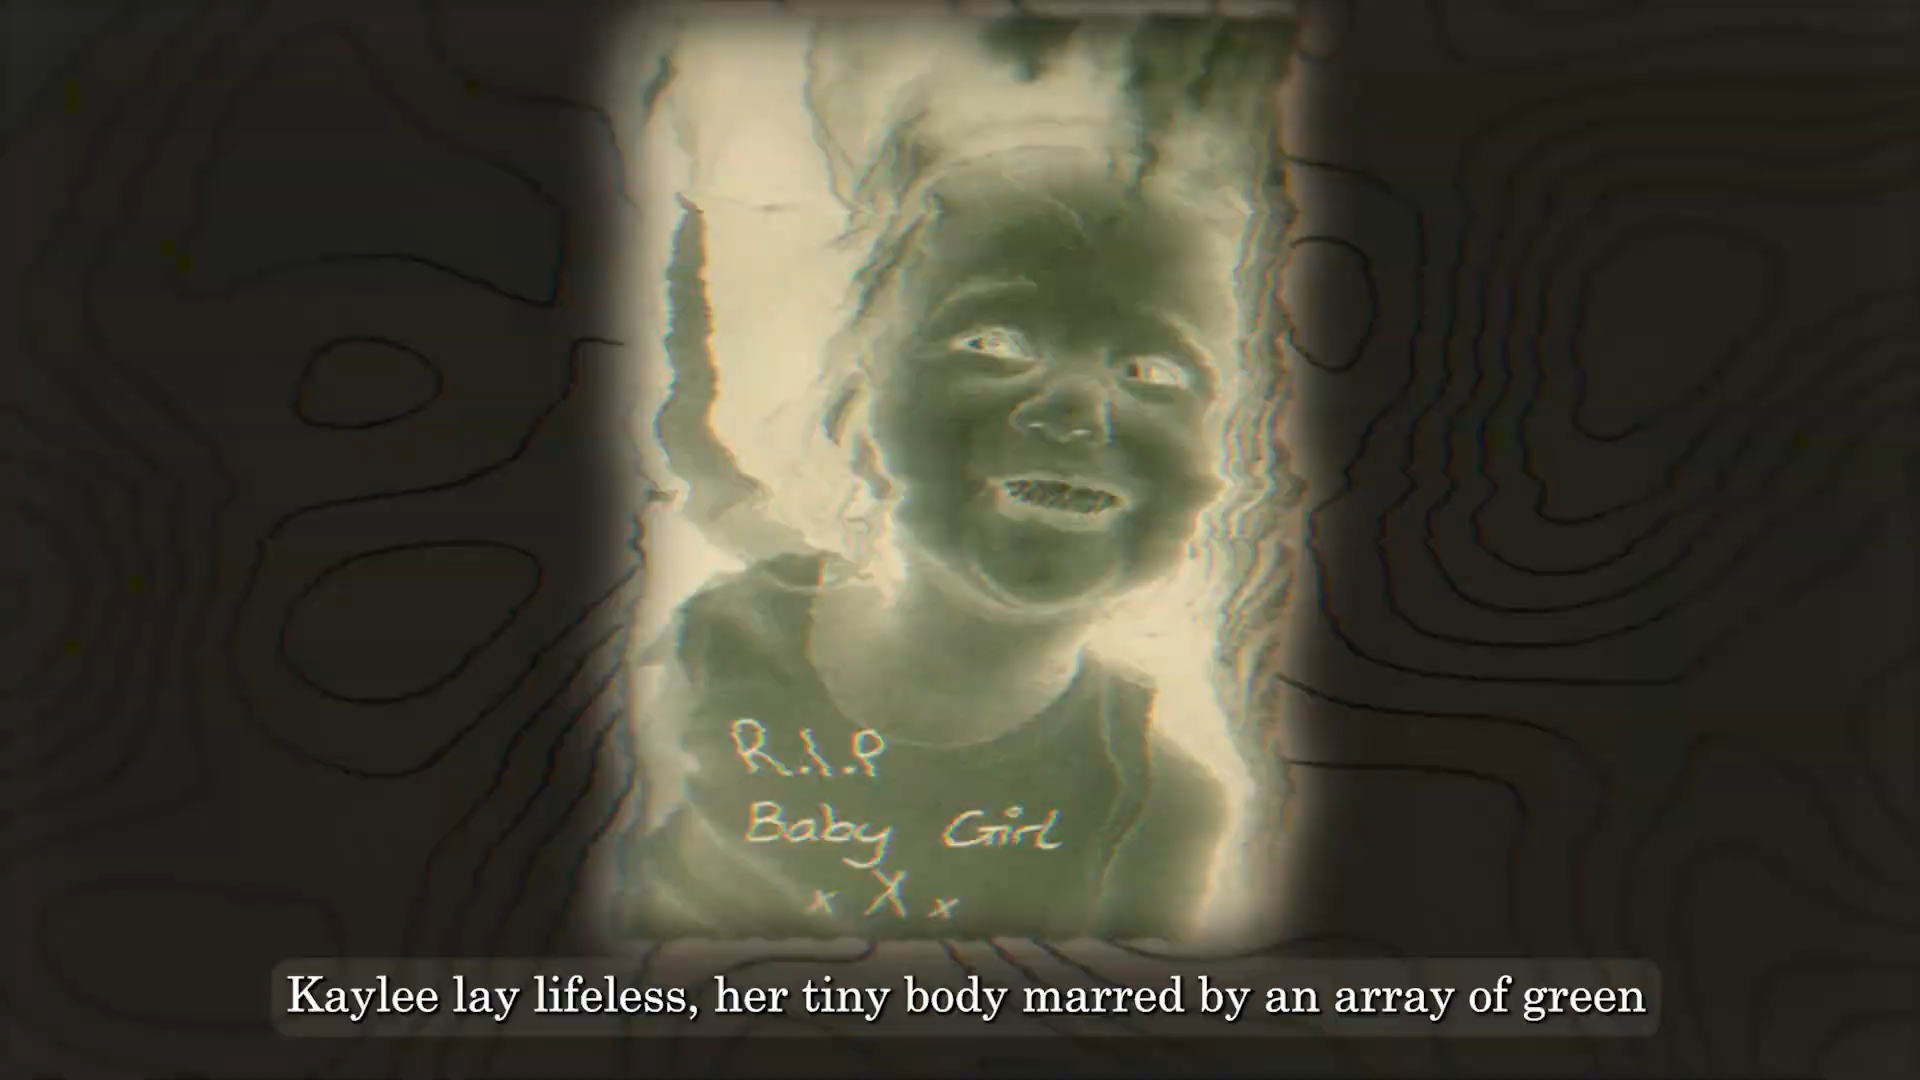 R.I.P
Baby Girl
x X x
Kaylee lay lifeless, her tiny body marred by an array of green